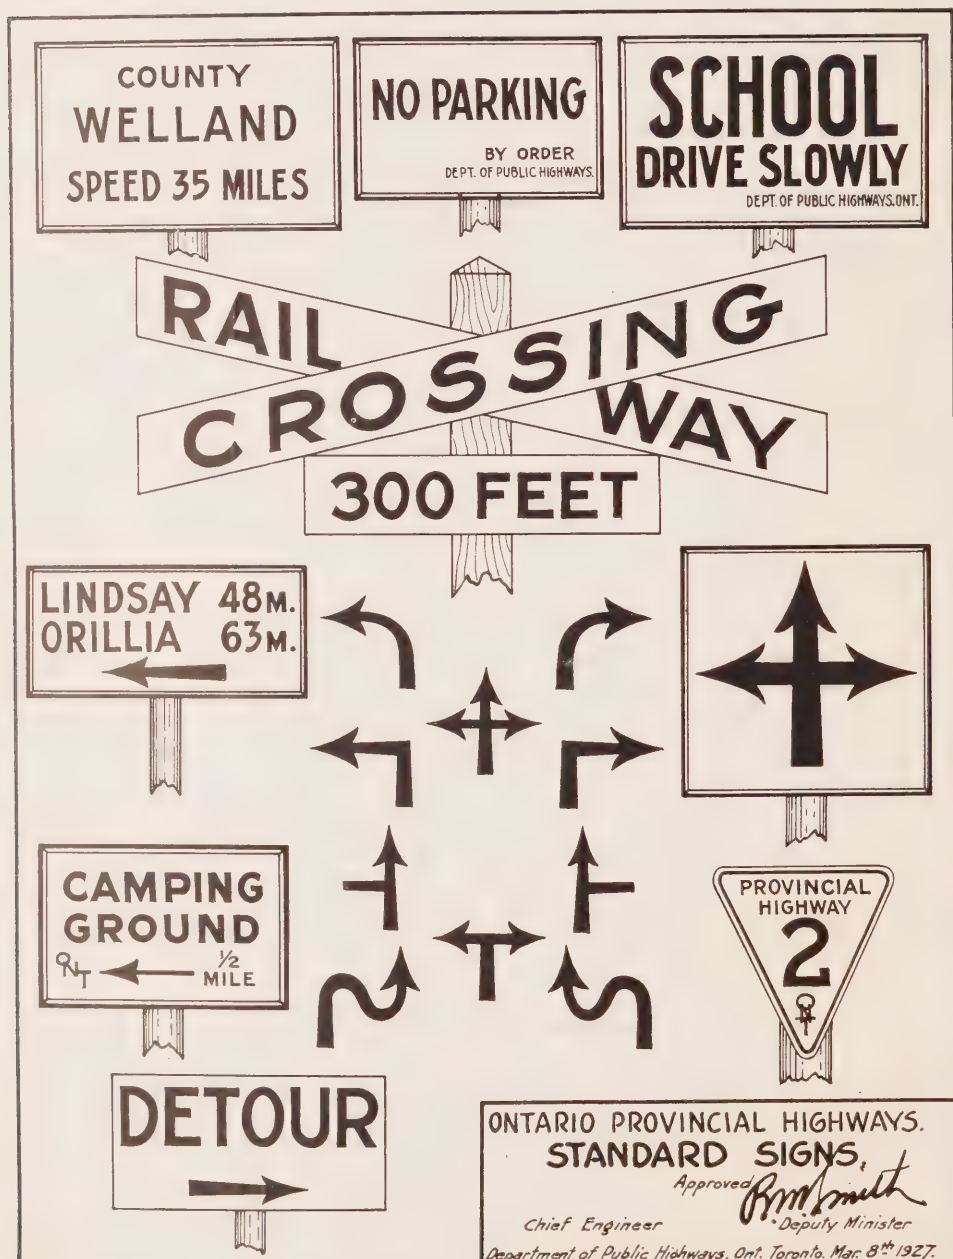 COUNTY
WELLAND
SPEED 35 MILES
NO PARKING
BY ORDER
DEPT. OF PUBLIC HIGHWAYS.
SCHOOL
DRIVE SLOWLY
DEPT. OF PUBLIC HIGHWAYS. ONT.
RAIL
CROSSING
WAY
300 FEET
LINDSAY 48M.
ORILLIA 63M.
CAMPING
GROUND
ONT
1/2
MILE
PROVINCIAL
HIGHWAY
2
ONT
DETOUR
ONTARIO PROVINCIAL HIGHWAYS.
STANDARD SIGNS,
Approved R M Smith
Chief Engineer Deputy Minister
Department of Public Highways, Ont. Toronto. Mar. 8th 1927.